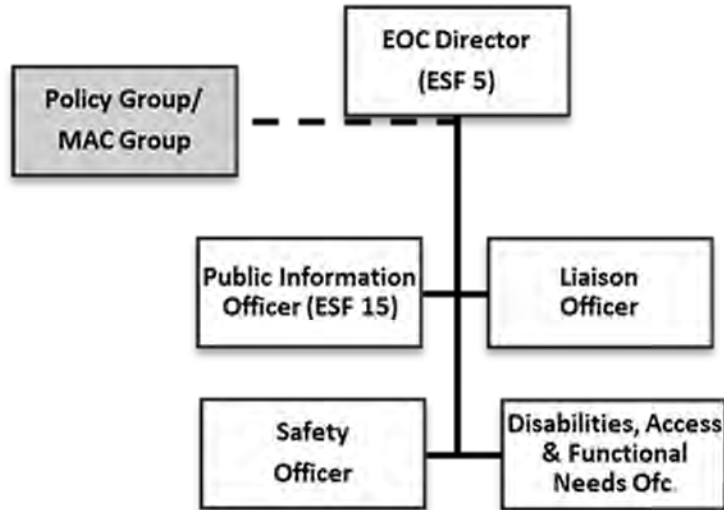 EOC Director
(ESF 5)
Policy Group/
MAC Group
Public Information
Officer (ESF 15)
Liaison
Officer
Safety
Officer
Disabilities, Access
& Functional
Needs Ofc.